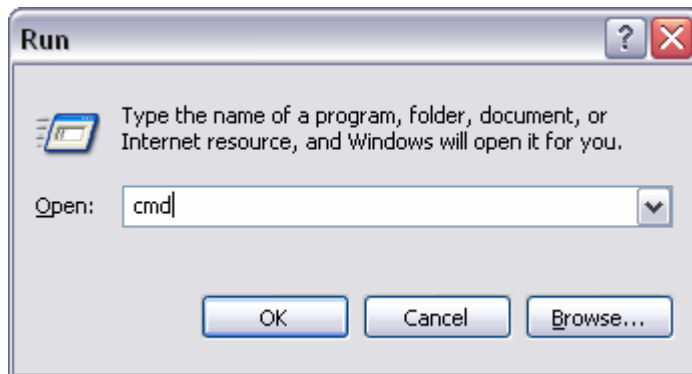 Run
Type the name of a program, folder, document, or
Internet resource, and Windows will open it for you.
Open: cmd
OK Cancel Browse...